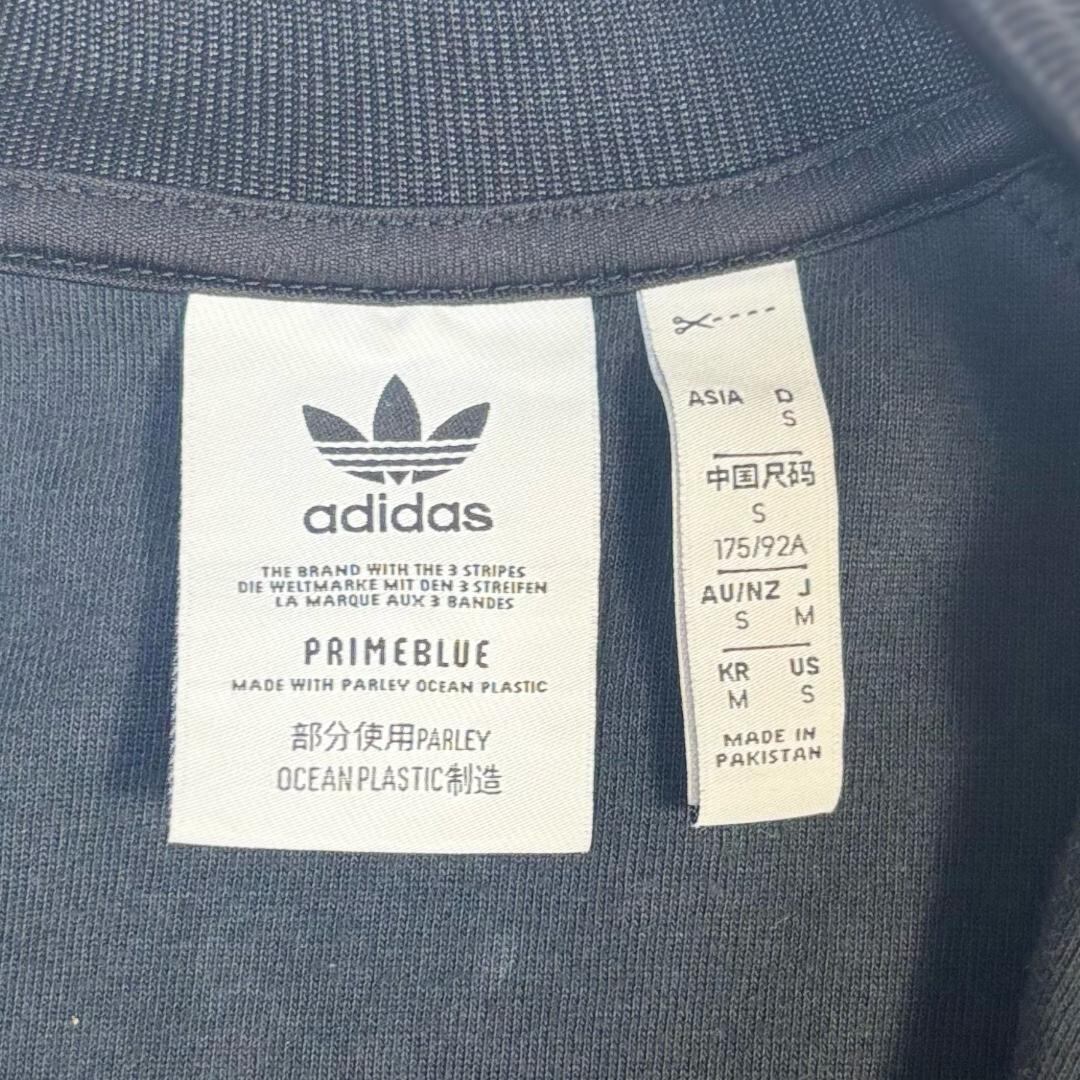 adidas
THE BRAND WITH THE 3 STRIPES
DIE WELTMARKE MIT DEN 3 STREIFEN
LA MARQUE AUX 3 BANDES
PRIMEBLUE
MADE WITH PARLEY OCEAN PLASTIC
部分使用PARLEY
OCEAN PLASTIC制造
ASIA D
S
中国尺码
S
175/92A
AU/NZ J
S M
KR US
M S
MADE IN
PAKISTAN